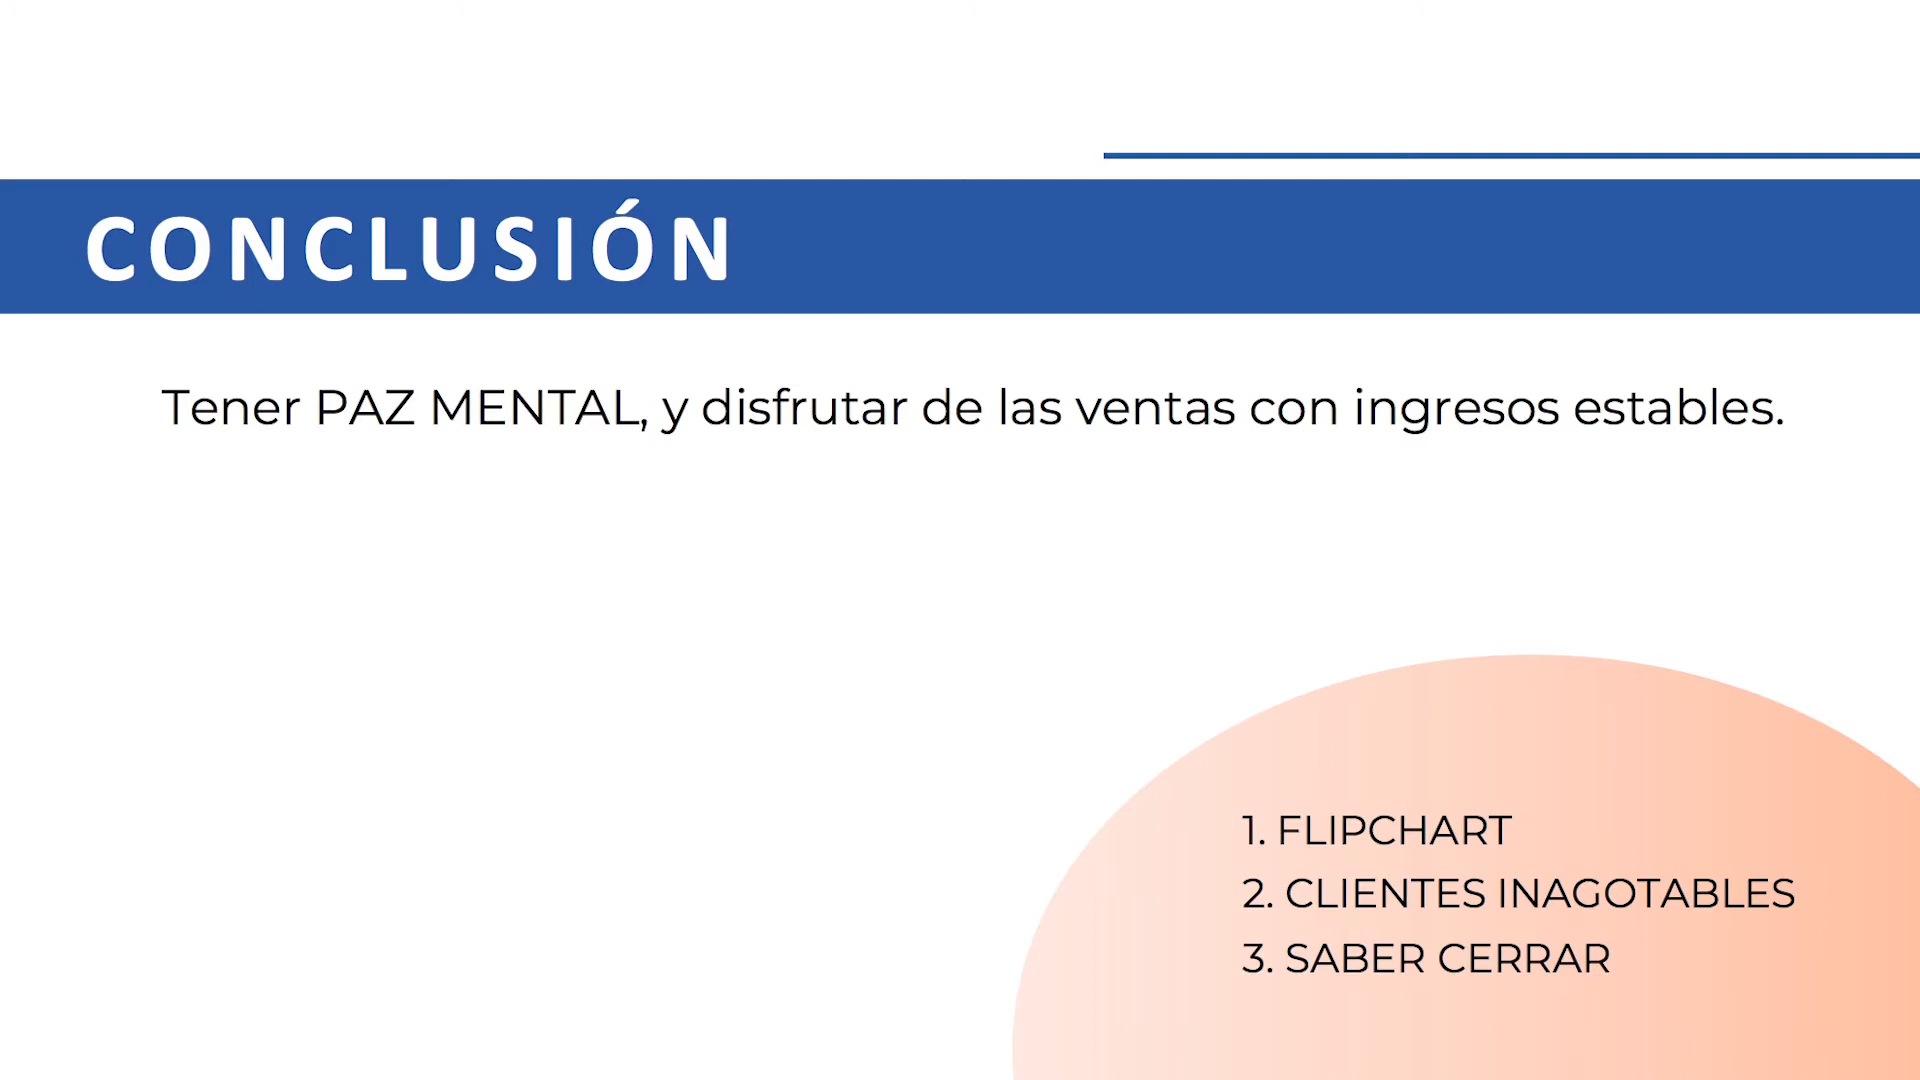 CONCLUSIÓN
Tener PAZ MENTAL, y disfrutar de las ventas con ingresos estables.
1. FLIPCHART
2. CLIENTES INAGOTABLES
3. SABER CERRAR